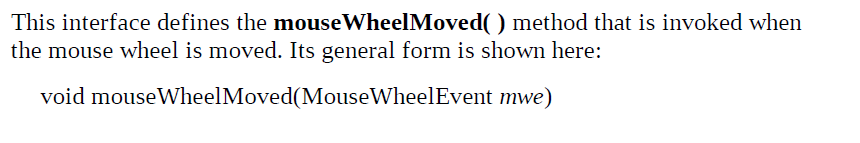 This interface defines the mouseWheelMoved( ) method that is invoked when
the mouse wheel is moved. Its general form is shown here:
void mouseWheelMoved(MouseWheelEvent mwe)